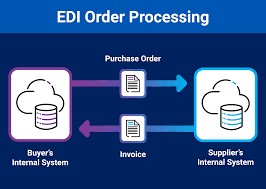 EDI Order Processing
Purchase Order
Buyer's
Internal System
Invoice
Supplier's
Internal System